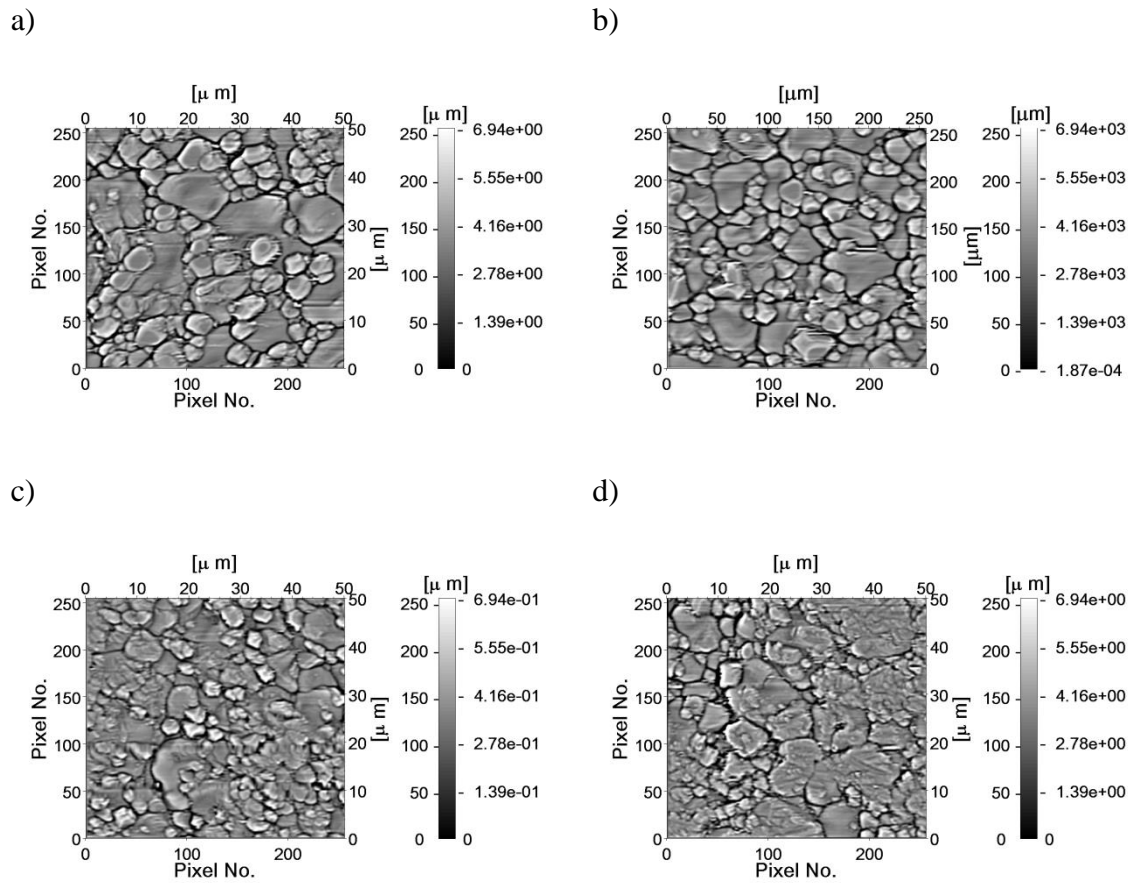 a)
b)
[μ m]
0 10 20 30 40 50
[μ m]
250 6.94e+00
200 5.55e+00
150 4.16e+00
100 2.78e+00
50 1.39e+00
0 0
250
200
150
100
50
0
Pixel No.
50
40
30
20
10
0
[μ m]
0 100 200
Pixel No.
[μm]
0 50 100 150 200 250
[μm]
250 6.94e+03
200 5.55e+03
150 4.16e+03
100 2.78e+03
50 1.39e+03
0 1.87e-04
250
200
150
100
50
0
Pixel No.
250
200
150
100
50
0
[μm]
0 100 200
Pixel No.
c)
d)
[μ m]
0 10 20 30 40 50
[μ m]
250 6.94e-01
200 5.55e-01
150 4.16e-01
100 2.78e-01
50 1.39e-01
0 0
250
200
150
100
50
0
Pixel No.
50
40
30
20
10
0
[μ m]
0 100 200
Pixel No.
[μ m]
0 10 20 30 40 50
[μ m]
250 6.94e+00
200 5.55e+00
150 4.16e+00
100 2.78e+00
50 1.39e+00
0 0
250
200
150
100
50
0
Pixel No.
50
40
30
20
10
0
[μ m]
0 100 200
Pixel No.